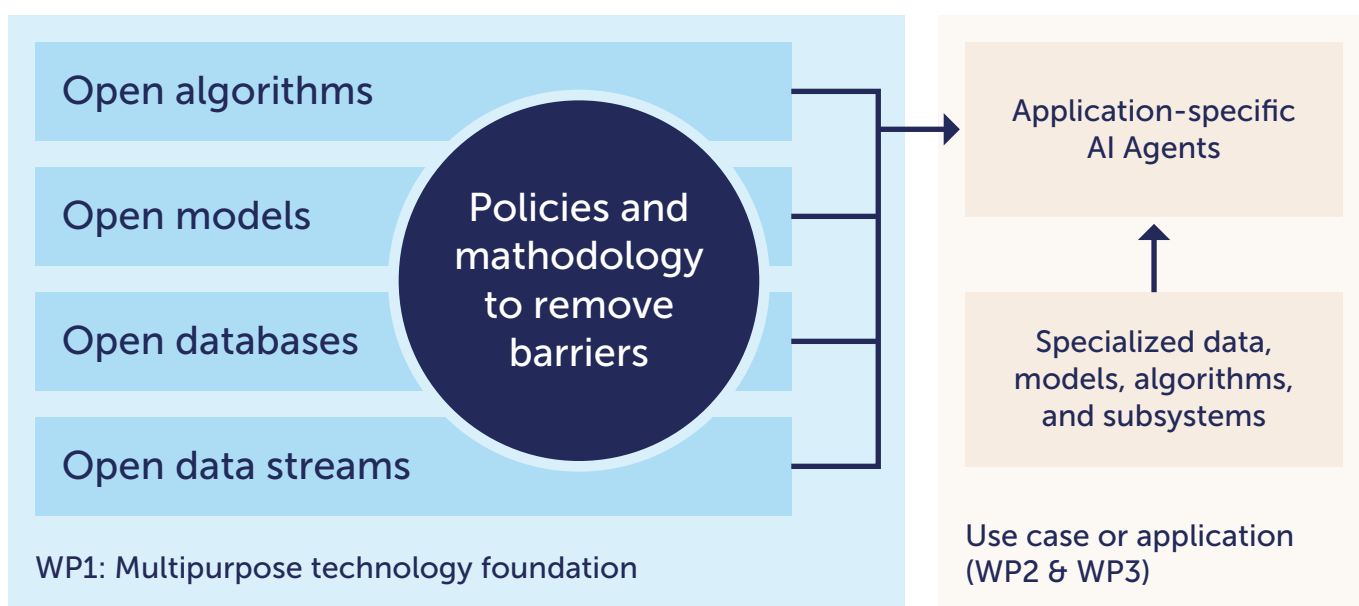 Open algorithms
Open models
Open databases
Open data streams
Policies and
mathodology
to remove
barriers
WP1: Multipurpose technology foundation
Application-specific
AI Agents
Specialized data,
models, algorithms,
and subsystems
Use case or application
(WP2 & WP3)